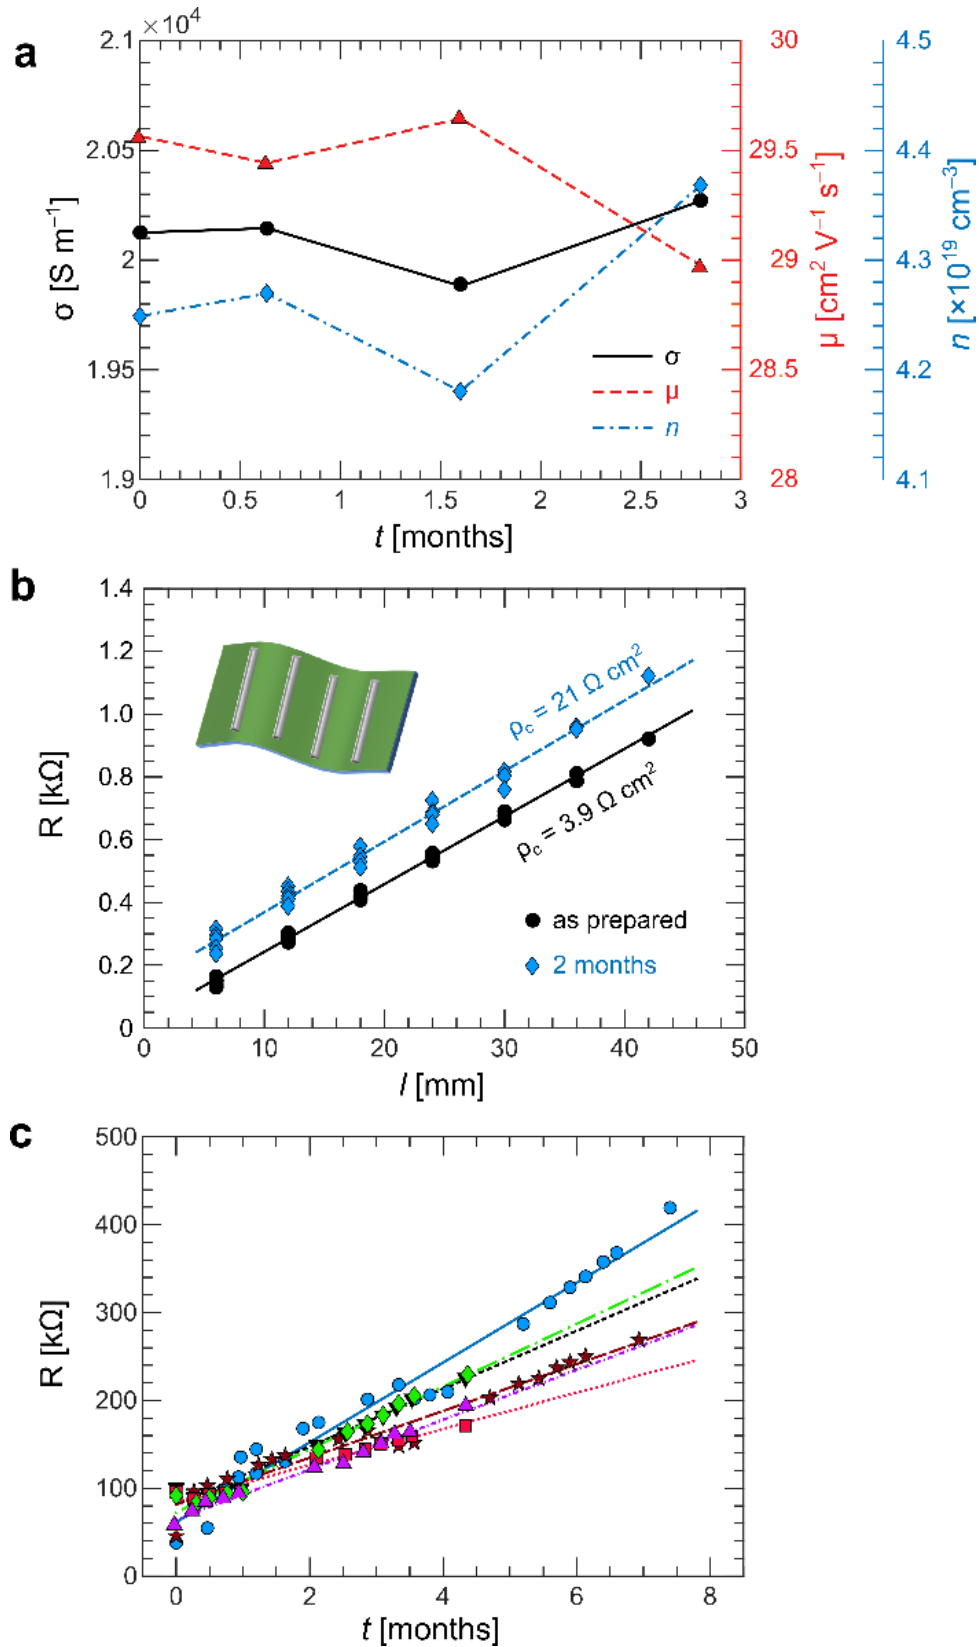 a
×10⁴
2.1
2.05
2
1.95
1.9
σ [S m⁻¹]
30
29.5
29
28.5
28
μ [cm² V⁻¹ s⁻¹]
4.5
4.4
4.3
4.2
4.1
n [×10¹⁹ cm⁻³]
σ
μ
n
0 0.5 1 1.5 2 2.5 3
t [months]
b
1.4
1.2
1.0
0.8
0.6
0.4
0.2
0
R [kΩ]
ρc = 21 Ω cm²
ρc = 3.9 Ω cm²
as prepared
2 months
0 10 20 30 40 50
l [mm]
c
500
400
300
200
100
0
R [kΩ]
0 2 4 6 8
t [months]